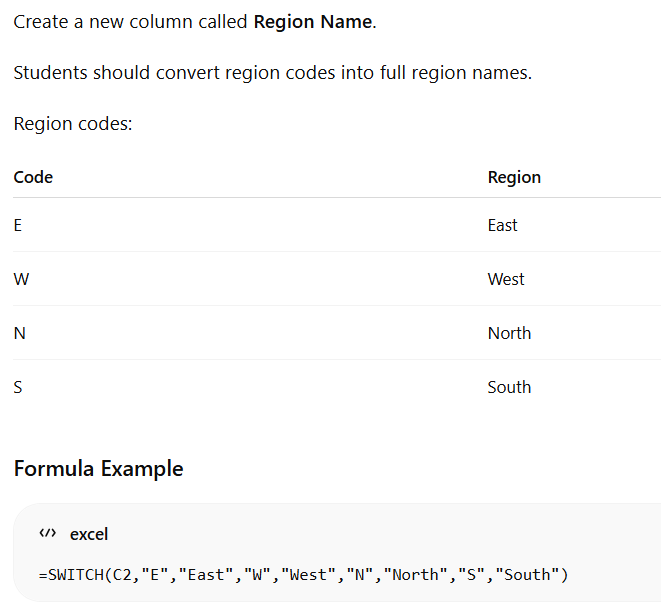 Create a new column called Region Name.
Students should convert region codes into full region names.
Region codes:
Code Region
E East
W West
N North
S South
Formula Example
</> excel
=SWITCH(C2,"E","East","W","West","N","North","S","South")